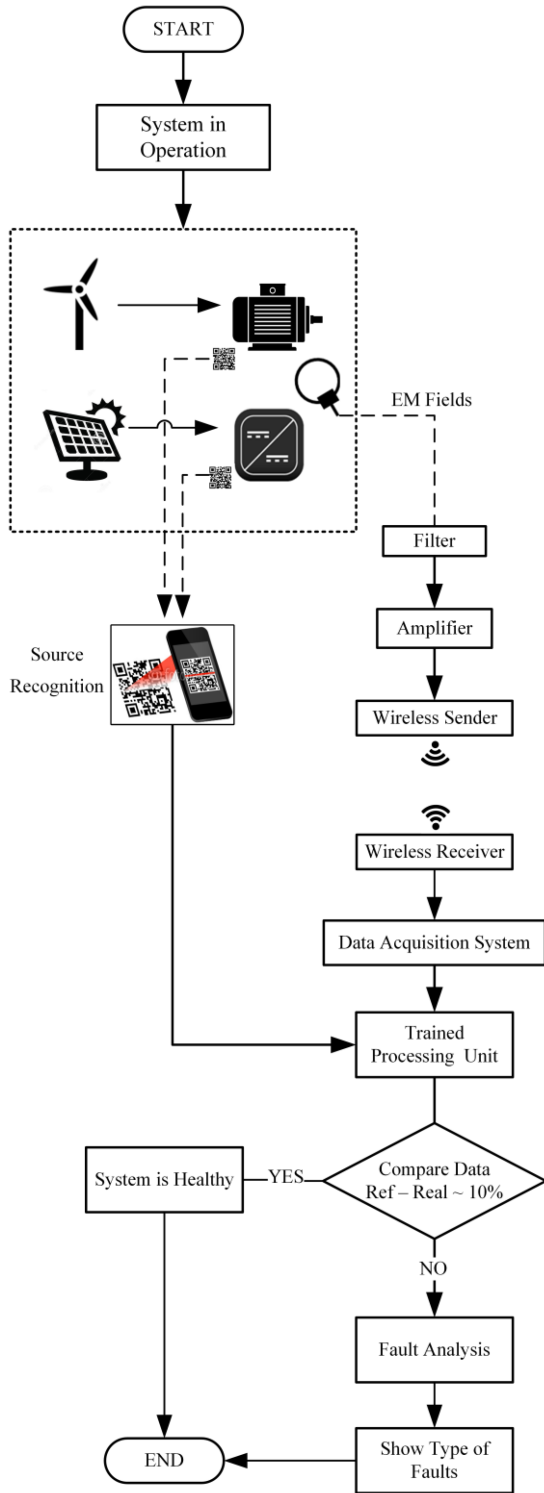 START
System in
Operation
EM Fields
Filter
Amplifier
Source
Recognition
Wireless Sender
Wireless Receiver
Data Acquisition System
Trained
Processing Unit
Compare Data
Ref – Real ~ 10%
YES
System is Healthy
NO
Fault Analysis
Show Type of
Faults
END